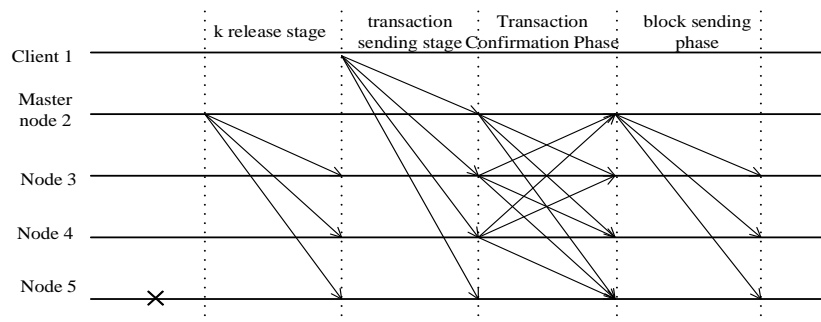 k release stage
transaction
sending stage
Transaction
Confirmation Phase
block sending
phase
Client 1
Master
node 2
Node 3
Node 4
Node 5